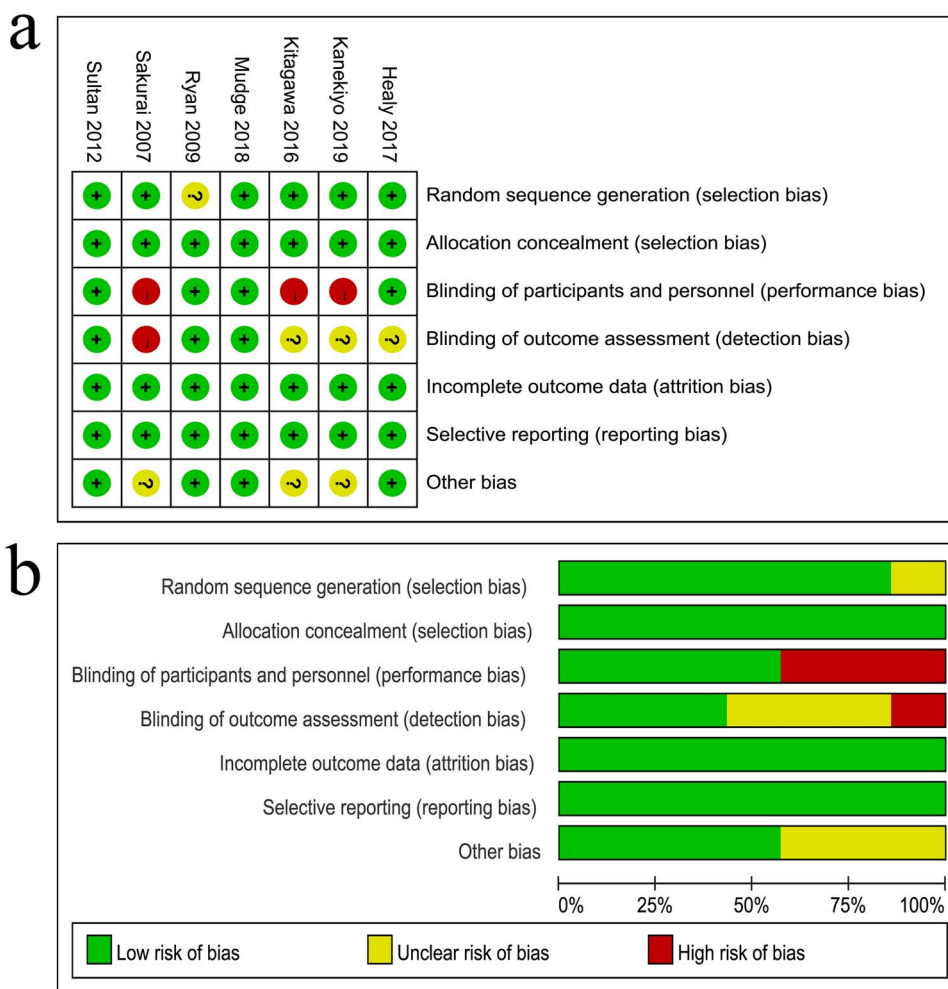 a
Sultan 2012
Sakurai 2007
Ryan 2009
Mudge 2018
Kitagawa 2016
Kanekiyo 2019
Healy 2017
+ + ? + + + + Random sequence generation (selection bias)
+ + + + + + + Allocation concealment (selection bias)
+ – + + – – + Blinding of participants and personnel (performance bias)
+ – + + ? ? ? Blinding of outcome assessment (detection bias)
+ + + + + + + Incomplete outcome data (attrition bias)
+ + + + + + + Selective reporting (reporting bias)
+ ? + + ? ? + Other bias
b
Random sequence generation (selection bias)
Allocation concealment (selection bias)
Blinding of participants and personnel (performance bias)
Blinding of outcome assessment (detection bias)
Incomplete outcome data (attrition bias)
Selective reporting (reporting bias)
Other bias
0% 25% 50% 75% 100%
Low risk of bias Unclear risk of bias High risk of bias